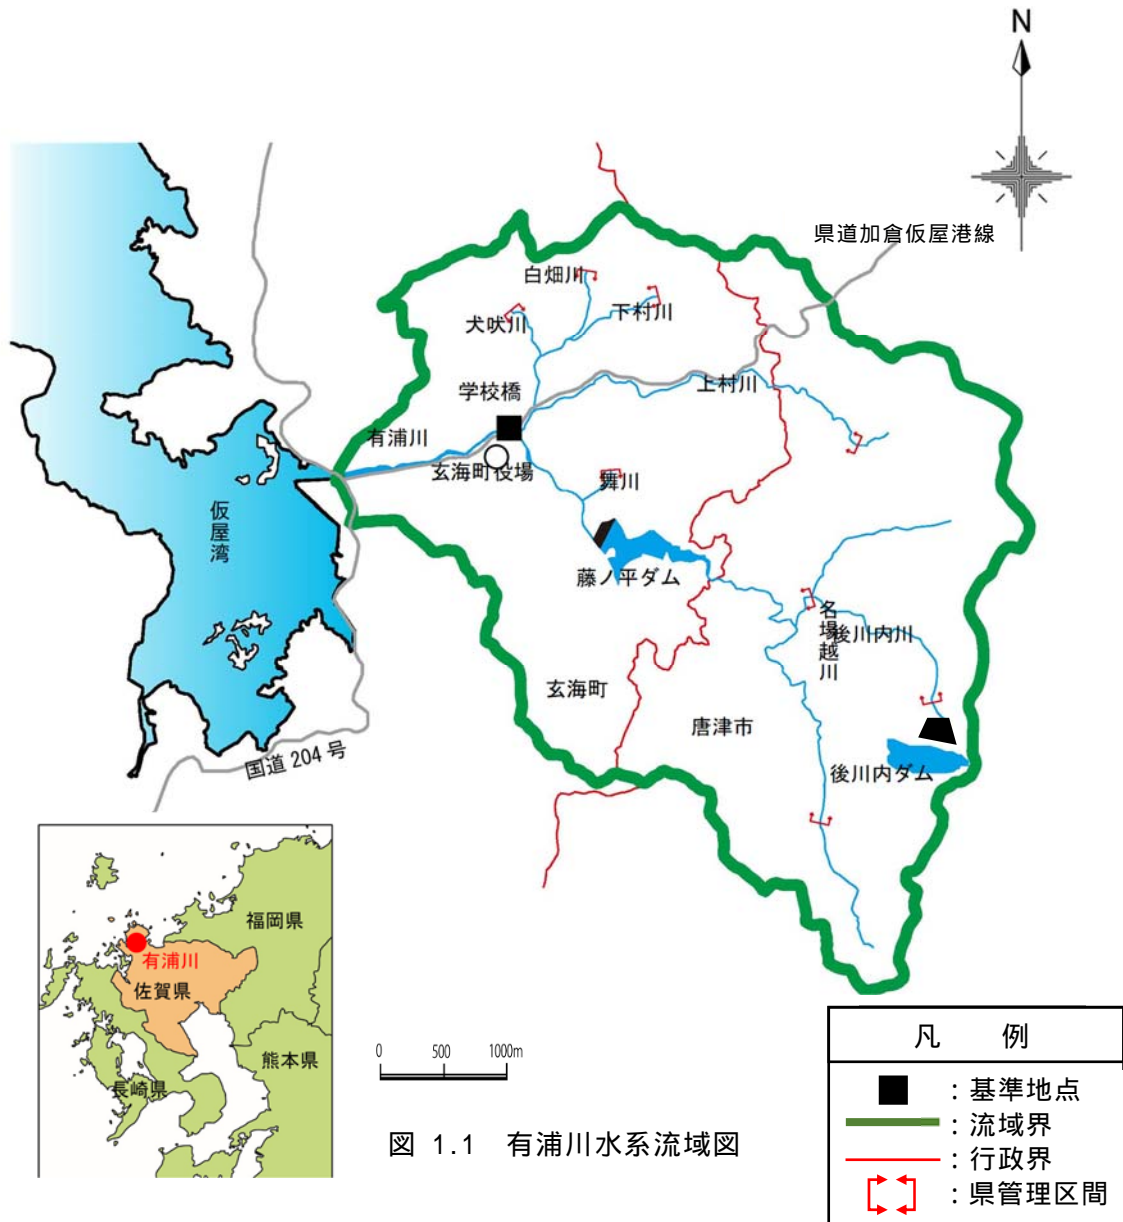 N
県道加倉仮屋港線
白畑川
下村川
犬吠川
学校橋
上村川
有浦川
玄海町役場
舞川
仮屋湾
藤ノ平ダム
名場越川
後川内川
玄海町
唐津市
国道204号
後川内ダム
福岡県
有浦川
佐賀県
熊本県
長崎県
0 500 1000m
図 1.1 有浦川水系流域図
凡 例
：基準地点
：流域界
：行政界
：県管理区間